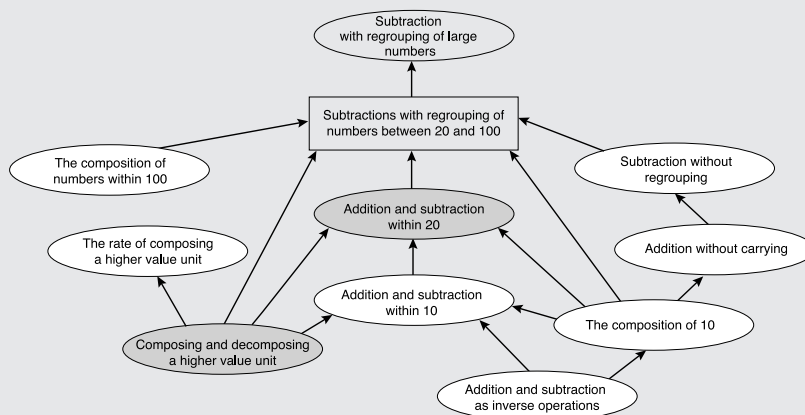 Subtraction
with regrouping of large
numbers
Subtractions with regrouping of
numbers between 20 and 100
The composition of
numbers within 100
Subtraction without
regrouping
Addition and subtraction
within 20
The rate of composing
a higher value unit
Addition without carrying
Addition and subtraction
within 10
The composition of 10
Composing and decomposing
a higher value unit
Addition and subtraction
as inverse operations